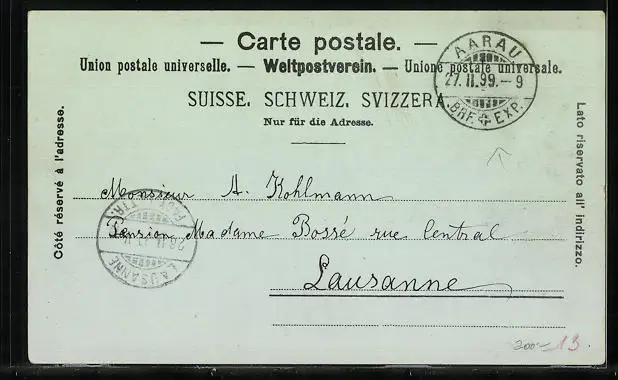 — Carte postale. —
Union postale universelle. — Weltpostverein. — Unione postale universale.
SUISSE. SCHWEIZ. SVIZZERA.
Nur für die Adresse.
AARAU
27.II.99.-9
BRF. EXP.
Côté réservé à l'adresse.
Lato riservato all' indirizzo.
Monsieur A. Kohlmann
Pension Madame Bossé rue Central
Lausanne
LAUSANNE
200.- 13